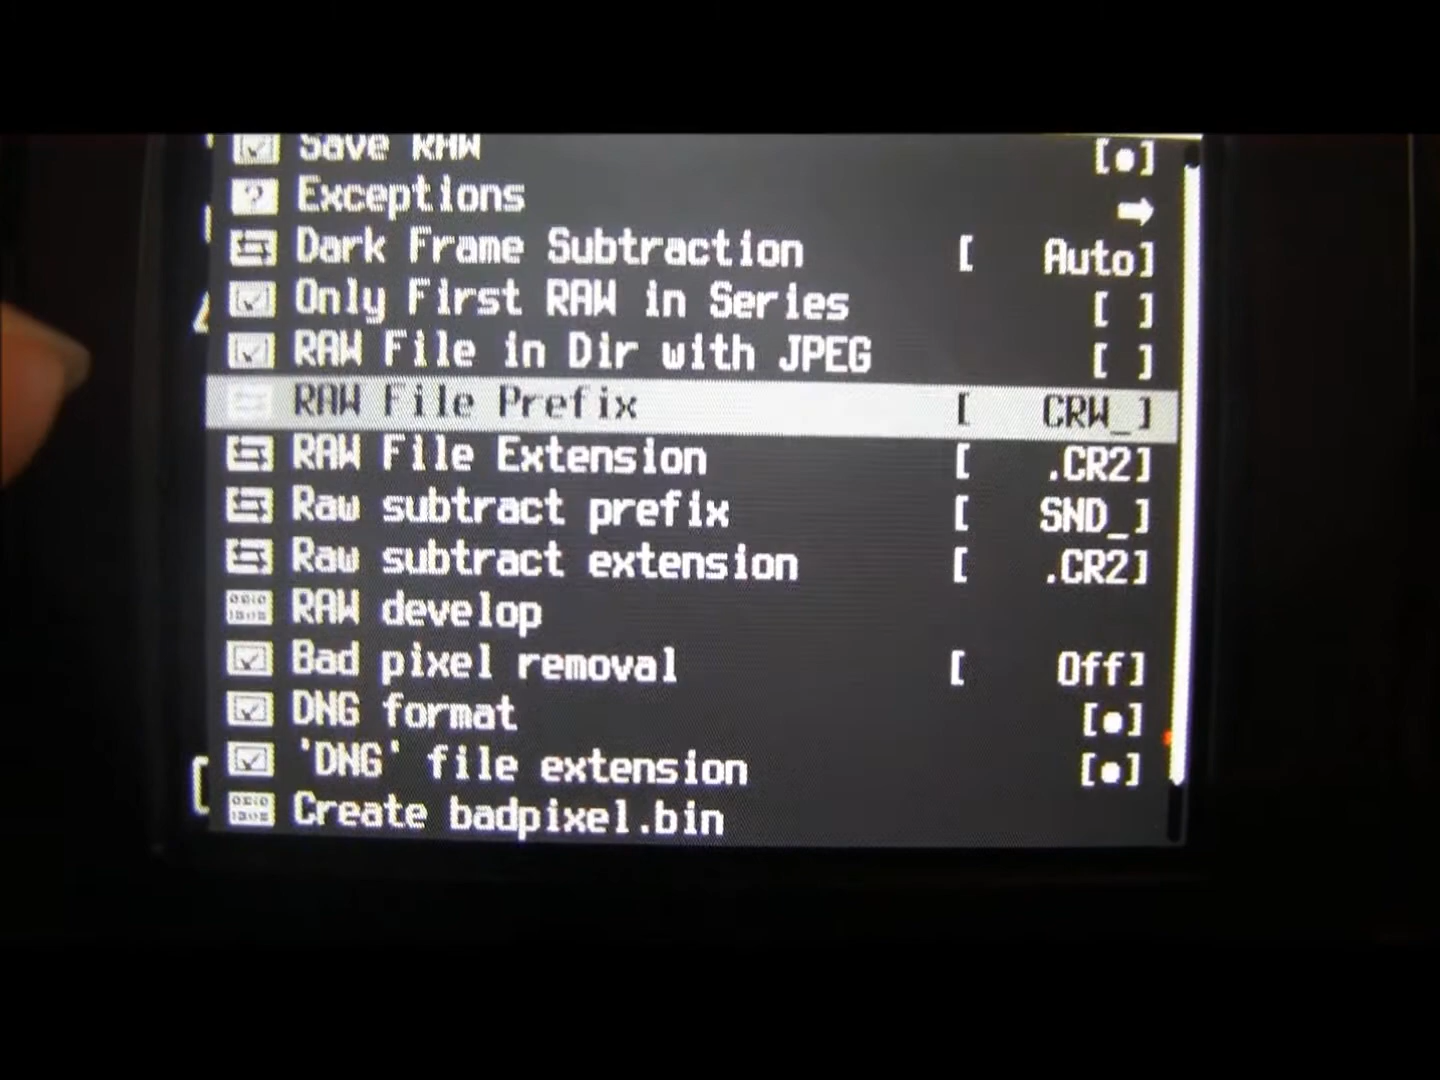 Save RAW [•]
Exceptions
Dark Frame Subtraction [ Auto]
Only First RAW in Series [ ]
RAW File in Dir with JPEG [ ]
RAW File Prefix [ CRW_]
RAW File Extension [ .CR2]
Raw subtract prefix [ SND_]
Raw subtract extension [ .CR2]
RAW develop
Bad pixel removal [ Off]
DNG format [•]
'DNG' file extension [•]
Create badpixel.bin